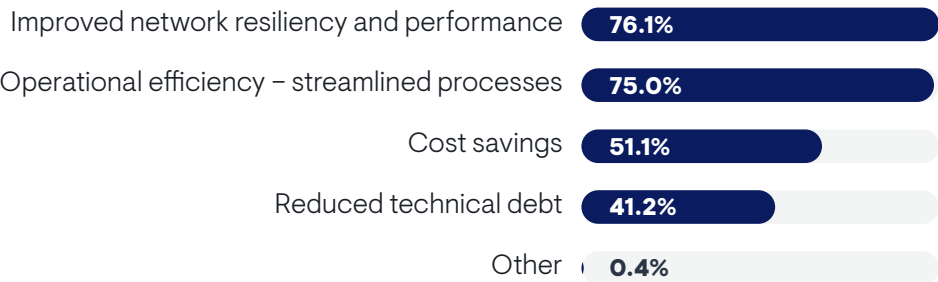 Improved network resiliency and performance 76.1%
Operational efficiency – streamlined processes 75.0%
Cost savings 51.1%
Reduced technical debt 41.2%
Other 0.4%